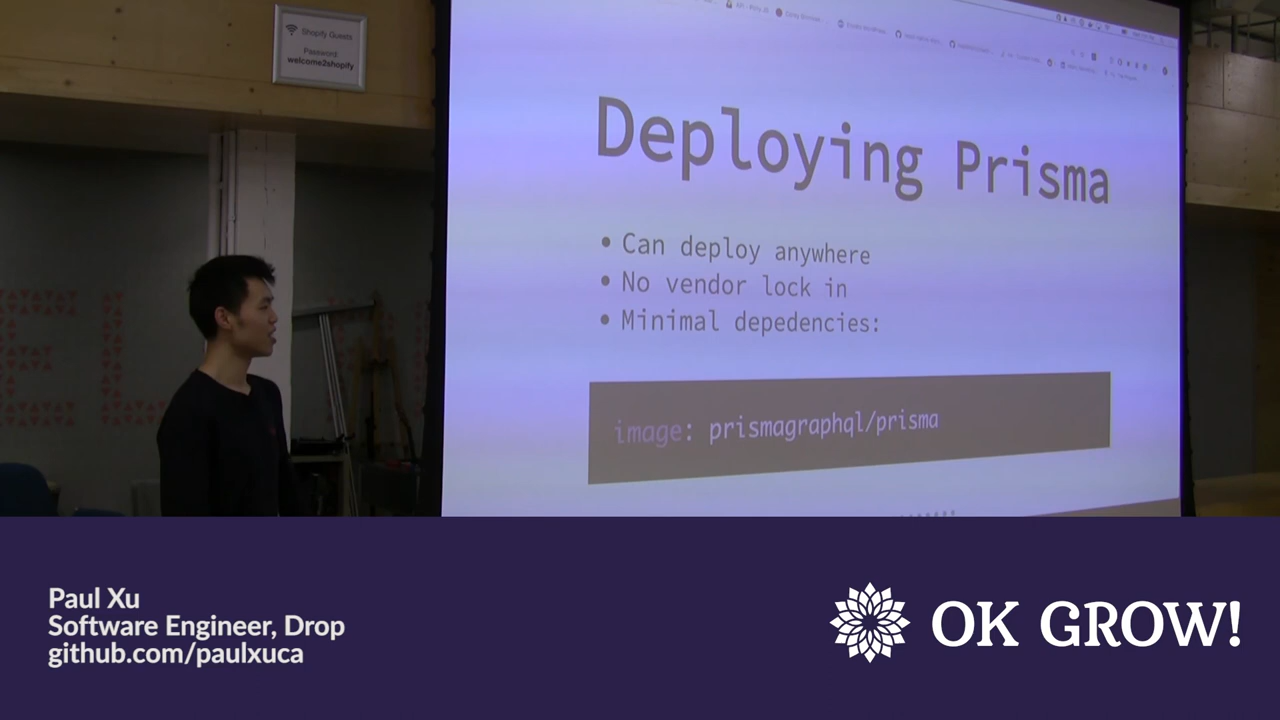 Shopify Guests
Password:
welcome2shopify
Deploying Prisma
• Can deploy anywhere
• No vendor lock in
• Minimal depedencies:
image: prismagraphql/prisma
Paul Xu
Software Engineer, Drop
github.com/paulxuca
OK GROW!